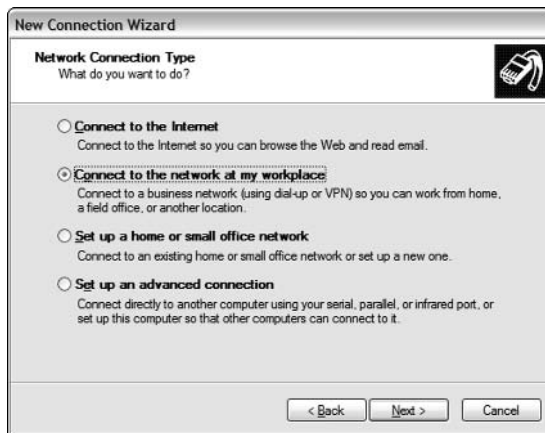 New Connection Wizard
Network Connection Type
What do you want to do?
Connect to the Internet
Connect to the Internet so you can browse the Web and read email.
Connect to the network at my workplace
Connect to a business network (using dial-up or VPN) so you can work from home,
a field office, or another location.
Set up a home or small office network
Connect to an existing home or small office network or set up a new one.
Set up an advanced connection
Connect directly to another computer using your serial, parallel, or infrared port, or
set up this computer so that other computers can connect to it.
< Back Next > Cancel